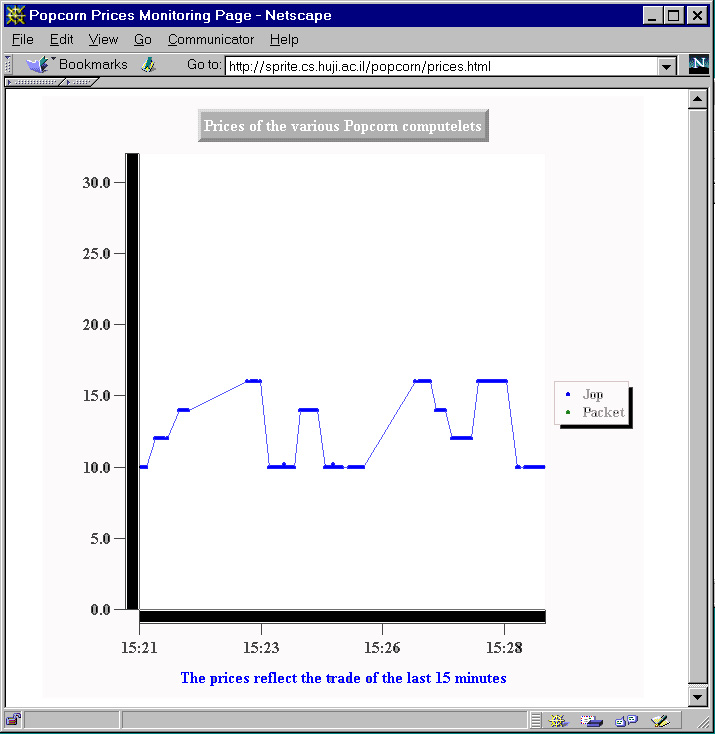 Popcorn Prices Monitoring Page - Netscape
File Edit View Go Communicator Help
Bookmarks Go to: http://sprite.cs.huji.ac.il/popcorn/prices.html
N
Prices of the various Popcorn computelets
30.0
25.0
20.0
15.0
10.0
5.0
0.0
Jop
Packet
15:21 15:23 15:26 15:28
The prices reflect the trade of the last 15 minutes